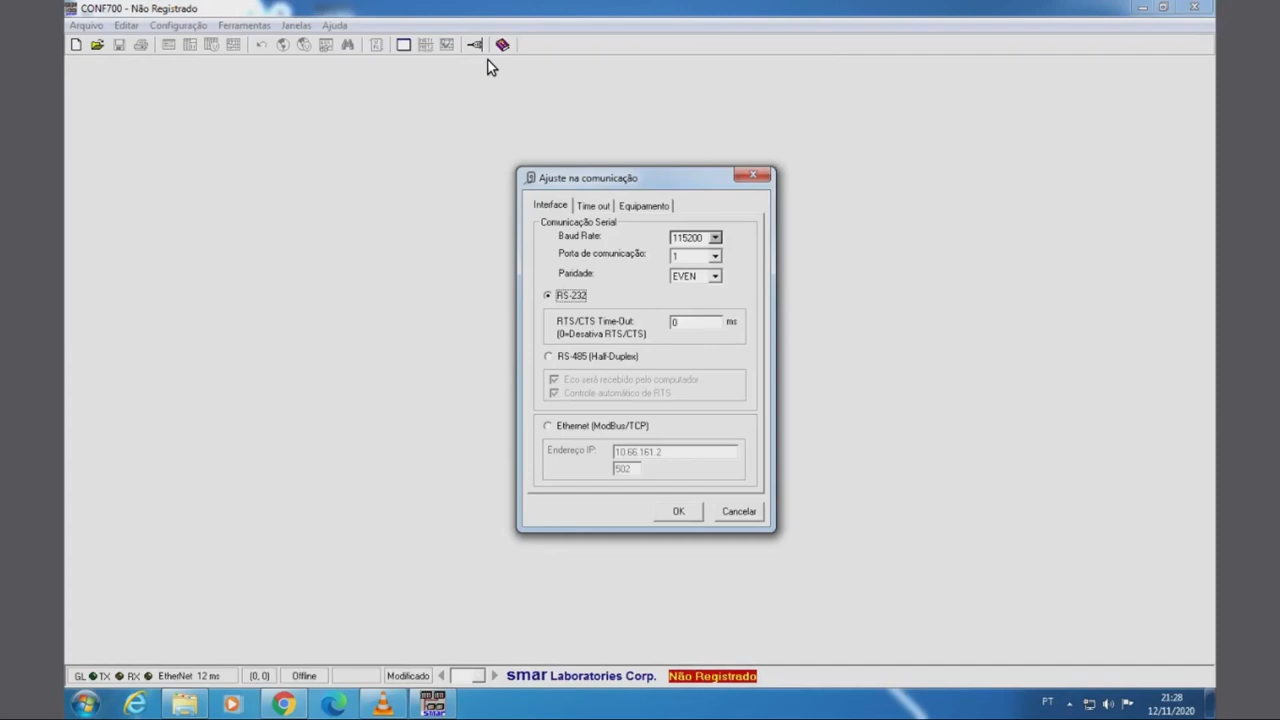 CONF700 - Não Registrado
Arquivo Editar Configuração Ferramentas Janelas Ajuda
Ajuste na comunicação
Interface Time out Equipamento
Comunicação Serial
Baud Rate: 115200
Porta de comunicação: 1
Paridade: EVEN
RS-232
RTS/CTS Time-Out: 0 ms
(0=Desativa RTS/CTS)
RS-485 (Half-Duplex)
Eco será recebido pelo computador
Controle automático de RTS
Ethernet (ModBus/TCP)
Endereço IP: 10.66.161.2
502
OK Cancelar
GL TX RX EtherNet 12 ms (0, 0) Offline Modificado smar Laboratories Corp. Não Registrado
smar
PT 21:28
12/11/2020